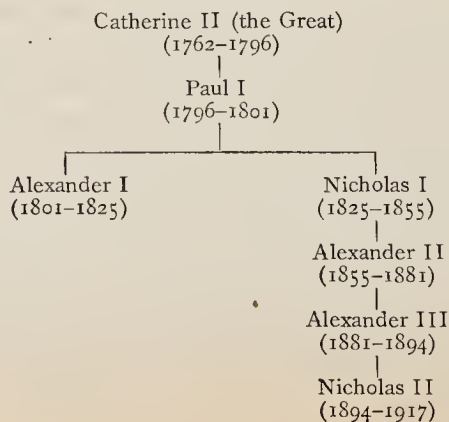 Catherine II (the Great)
(1762–1796)
Paul I
(1796–1801)
Alexander I
(1801–1825)
Nicholas I
(1825–1855)
Alexander II
(1855–1881)
Alexander III
(1881–1894)
Nicholas II
(1894–1917)